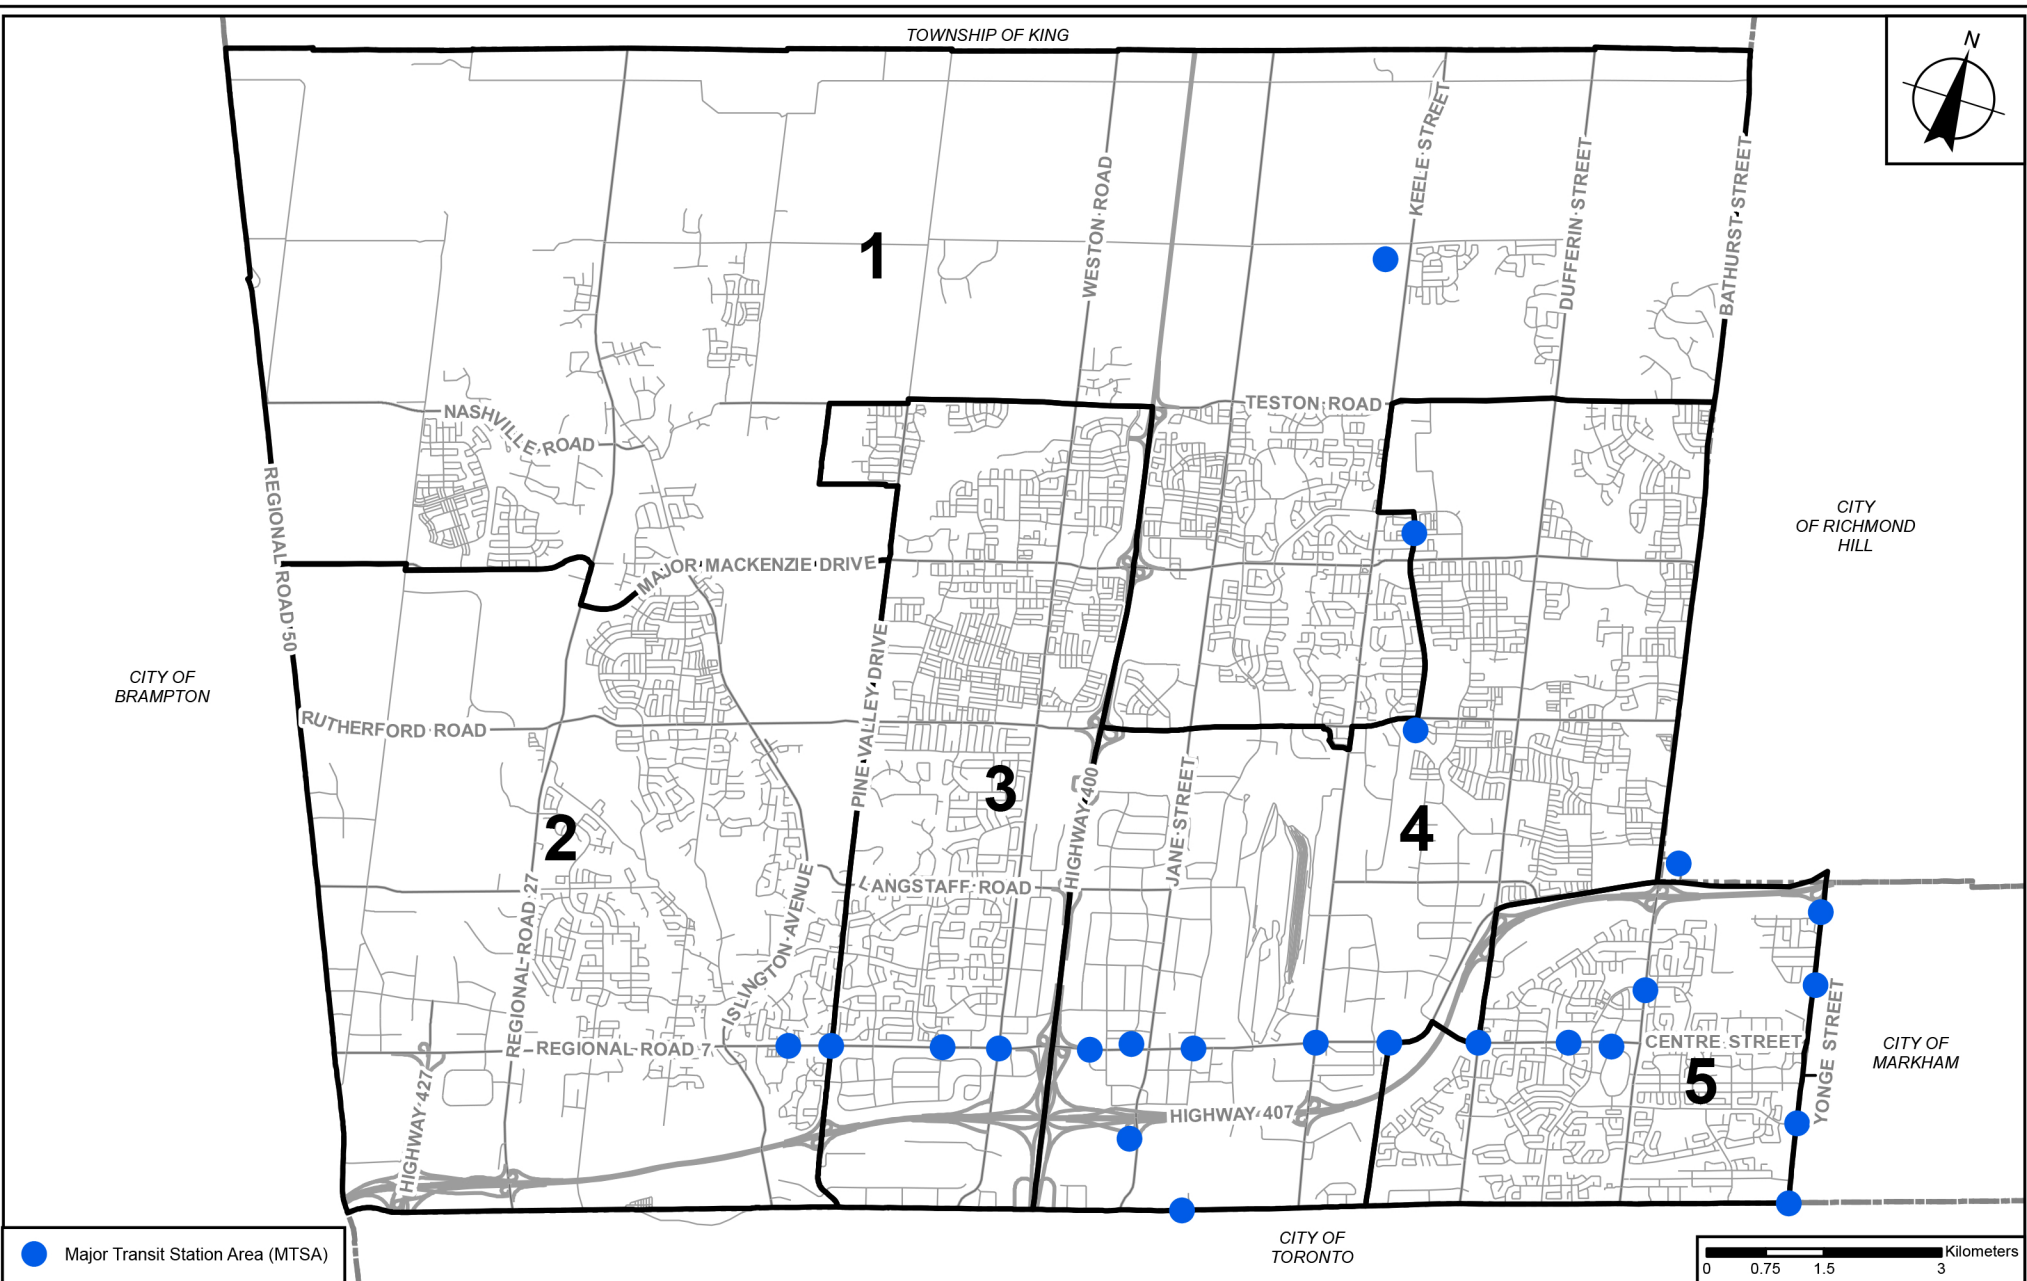 TOWNSHIP OF KING
N
1
WESTON ROAD
KEELE STREET
DUFFERIN STREET
BATHURST STREET
NASHVILLE ROAD
TESTON ROAD
REGIONAL ROAD 50
MAJOR MACKENZIE DRIVE
CITY
OF RICHMOND
HILL
CITY OF
BRAMPTON
RUTHERFORD ROAD
PINE VALLEY DRIVE
2
3
HIGHWAY 400
JANE STREET
4
LANGSTAFF ROAD
REGIONAL ROAD 27
ISLINGTON AVENUE
REGIONAL ROAD 7
CENTRE STREET
5
YONGE STREET
CITY OF
MARKHAM
HIGHWAY 427
HIGHWAY 407
CITY OF
TORONTO
Major Transit Station Area (MTSA)
Kilometers
0 0.75 1.5 3